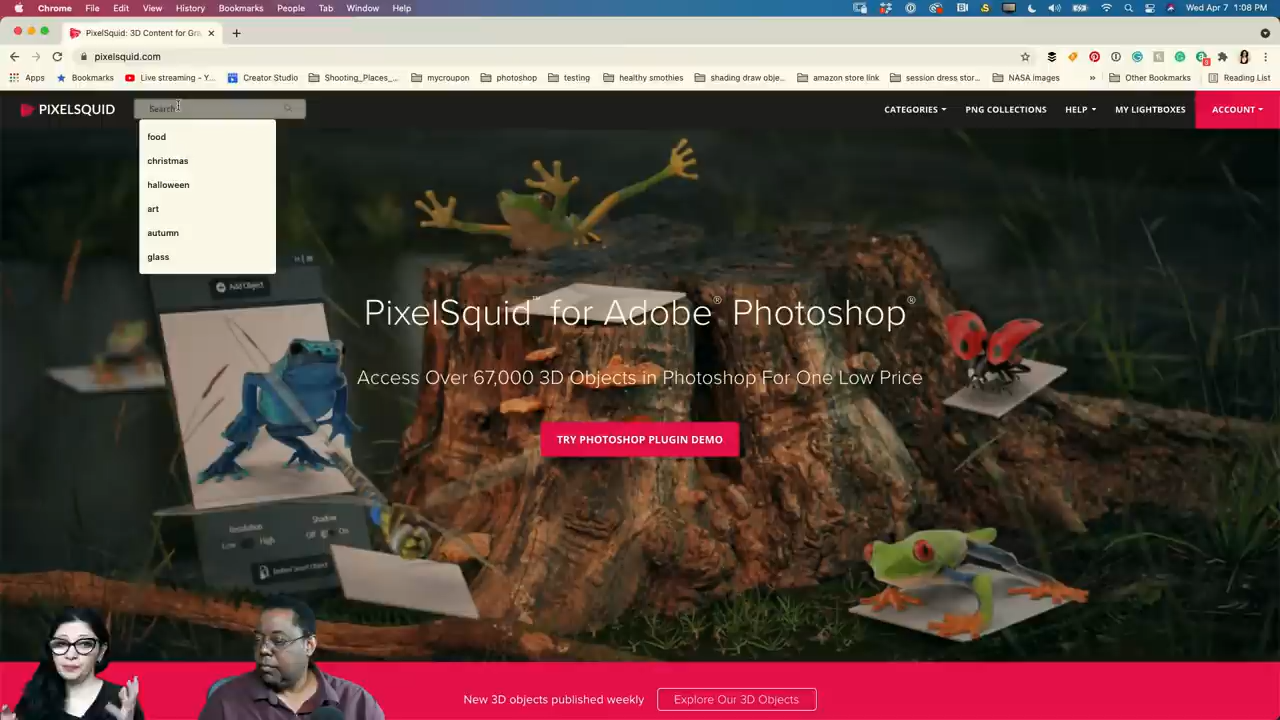 Chrome File Edit View History Bookmarks People Tab Window Help Wed Apr 7 1:08 PM
PixelSquid: 3D Content for Gra
pixelsquid.com
Apps Bookmarks Live streaming - Y... Creator Studio Shooting_Places_... mycroupon photoshop testing healthy smoothies shading draw obje... amazon store link session dress stor... NASA images Other Bookmarks Reading List
PIXELSQUID Search CATEGORIES PNG COLLECTIONS HELP MY LIGHTBOXES ACCOUNT
food
christmas
halloween
art
autumn
glass
Add Object
PixelSquid™ for Adobe® Photoshop®
Access Over 67,000 3D Objects in Photoshop For One Low Price
TRY PHOTOSHOP PLUGIN DEMO
Resolution Shadow
Low High Off On
New 3D objects published weekly Explore Our 3D Objects